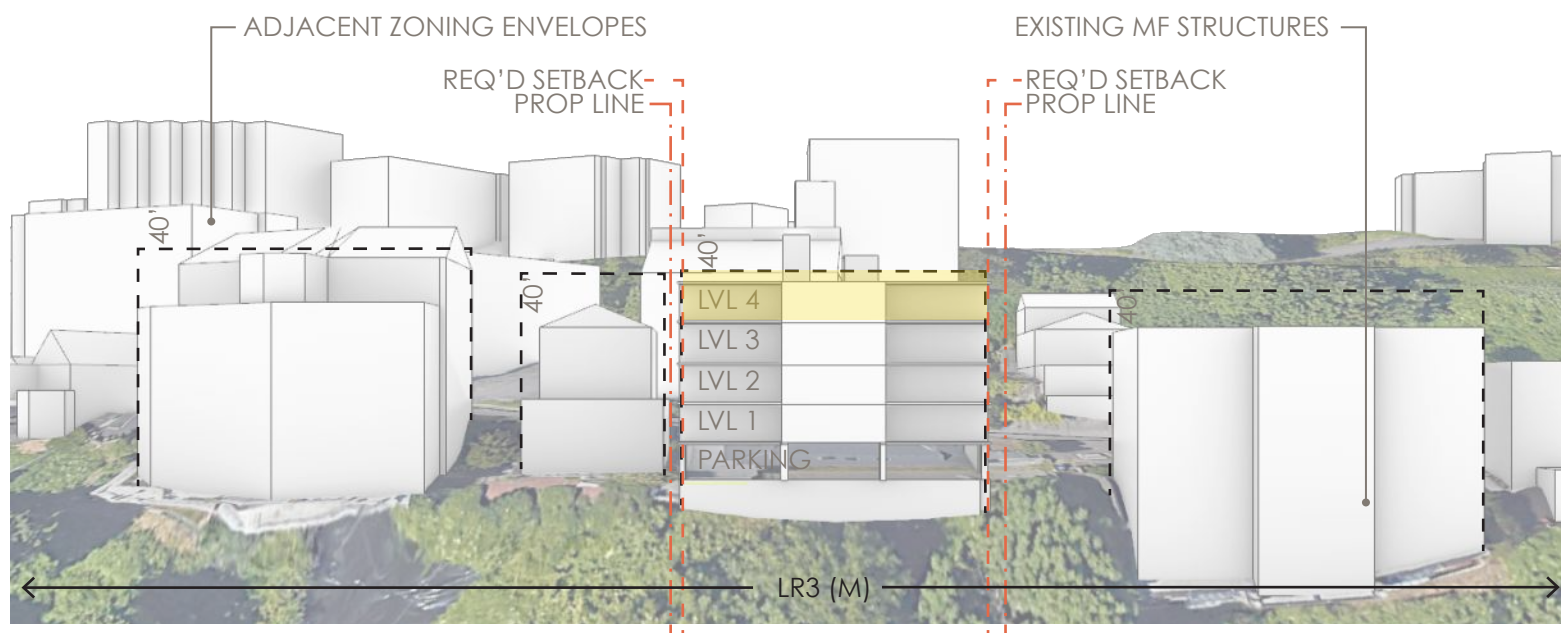 ADJACENT ZONING ENVELOPES
EXISTING MF STRUCTURES
REQ'D SETBACK
PROP LINE
REQ'D SETBACK
PROP LINE
40'
40'
40'
40'
LVL 4
LVL 3
LVL 2
LVL 1
PARKING
LR3 (M)